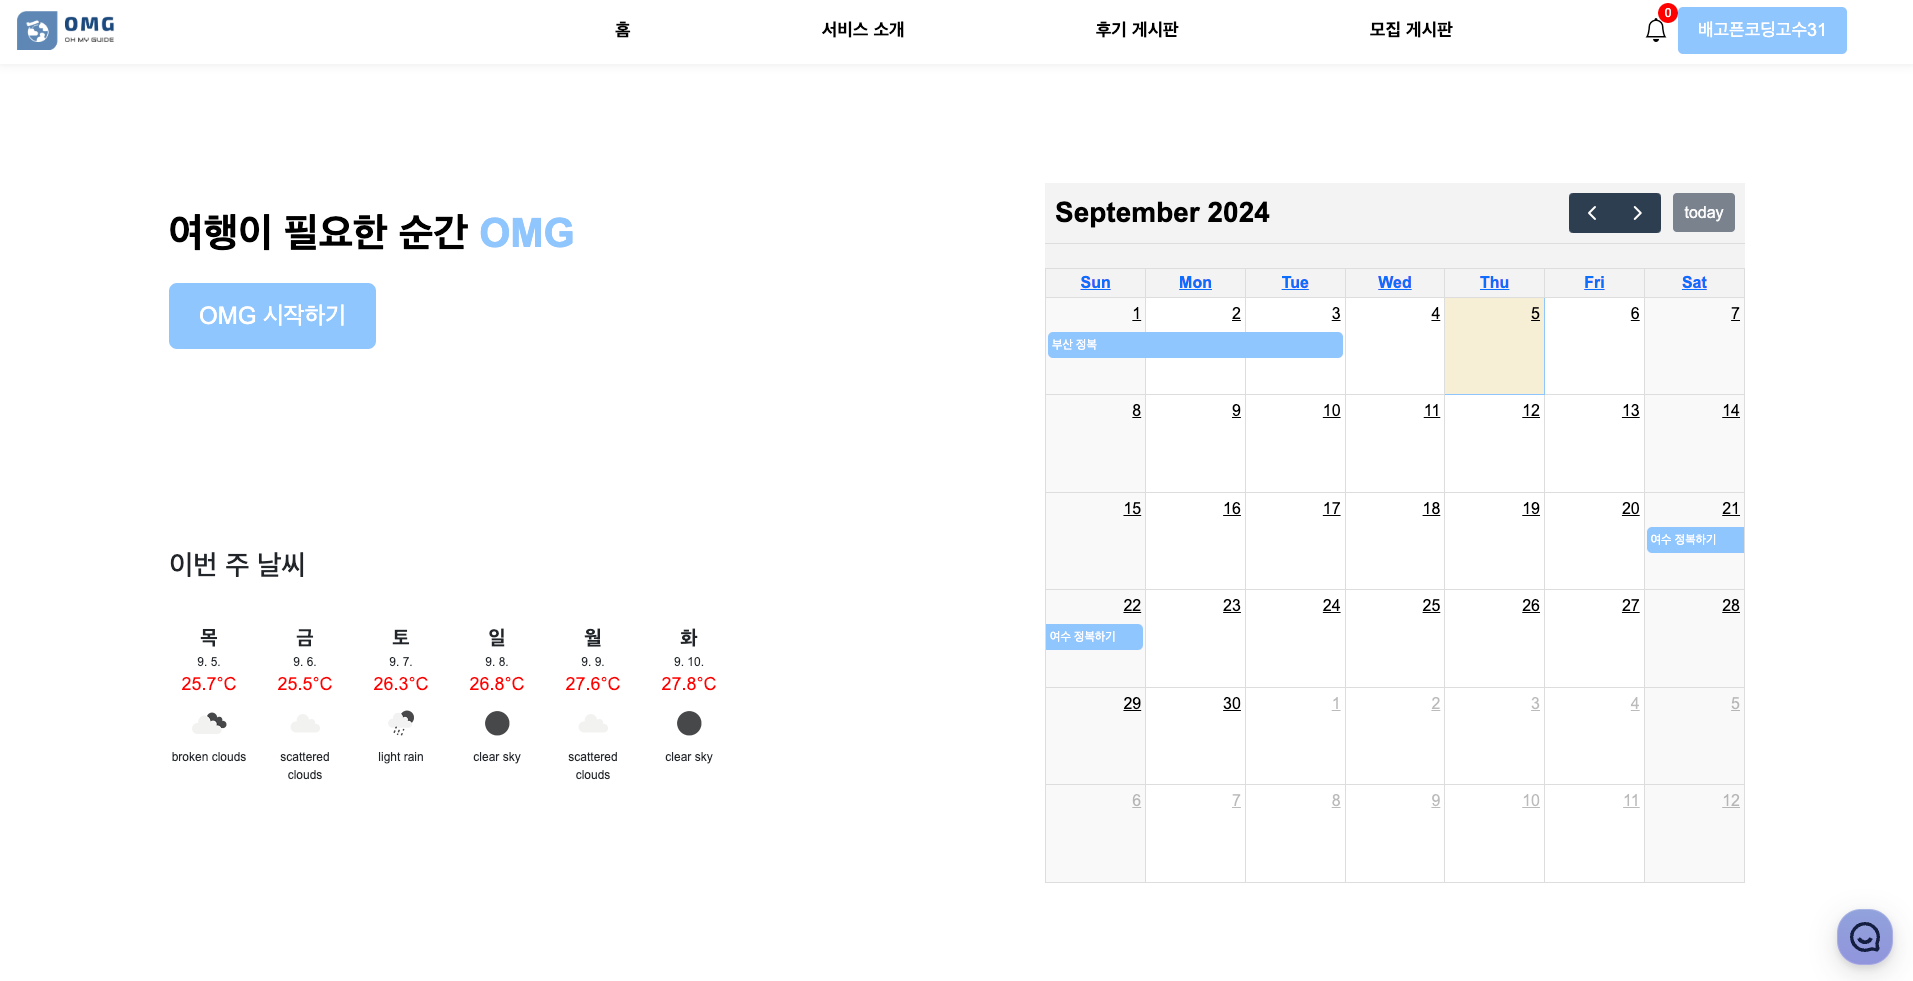 OMG
OH MY GUIDE
홈
서비스 소개
후기 게시판
모집 게시판
0
배고픈코딩고수31
여행이 필요한 순간 OMG
OMG 시작하기
이번 주 날씨
목 금 토 일 월 화
9. 5. 9. 6. 9. 7. 9. 8. 9. 9. 9. 10.
25.7°C 25.5°C 26.3°C 26.8°C 27.6°C 27.8°C
broken clouds scattered light rain clear sky scattered clear sky
clouds clouds
September 2024
today
Sun Mon Tue Wed Thu Fri Sat
1 2 3 4 5 6 7
부산 정복
8 9 10 11 12 13 14
15 16 17 18 19 20 21
여수 정복하기
22 23 24 25 26 27 28
여수 정복하기
29 30 1 2 3 4 5
6 7 8 9 10 11 12